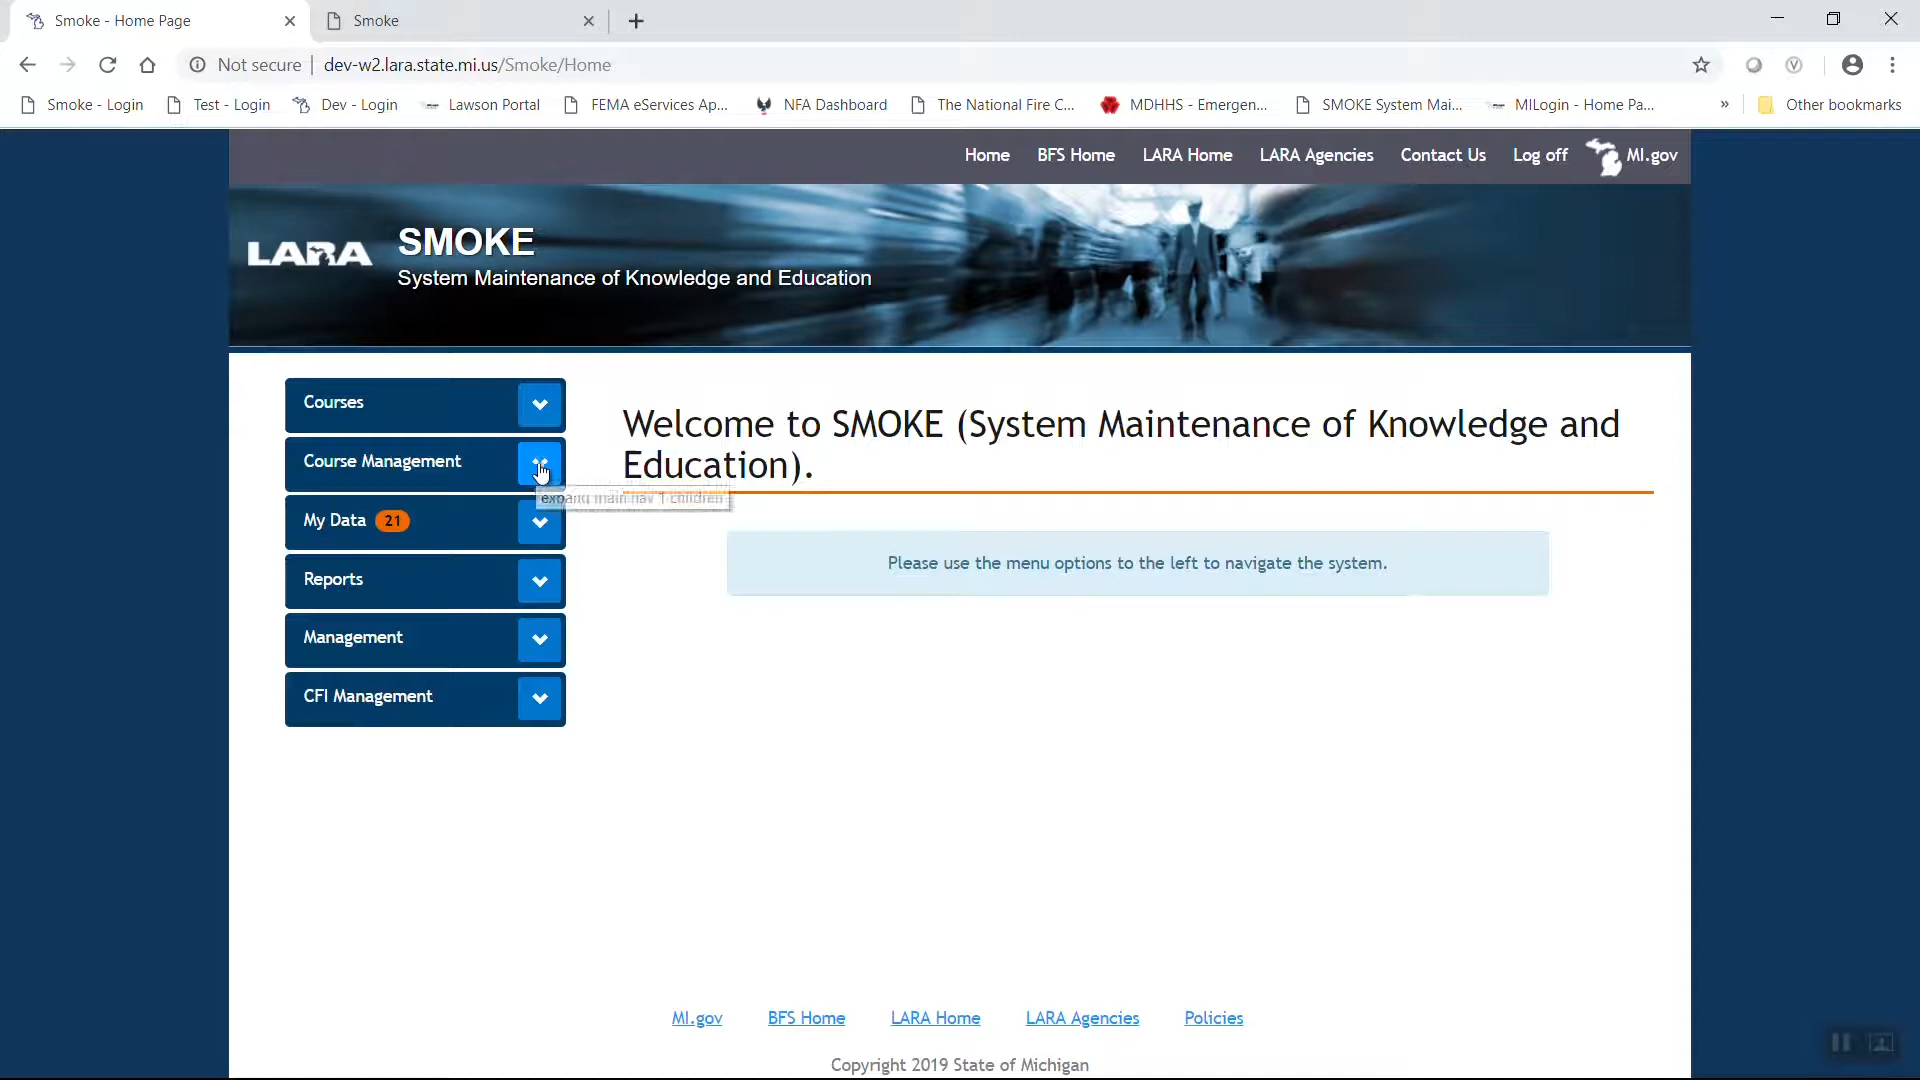 Smoke - Home Page
Smoke
Not secure | dev-w2.lara.state.mi.us/Smoke/Home
Smoke - Login
Test - Login
Dev - Login
Lawson Portal
FEMA eServices Ap...
NFA Dashboard
The National Fire C...
MDHHS - Emergen...
SMOKE System Mai...
MILogin - Home Pa...
»
Other bookmarks
Home
BFS Home
LARA Home
LARA Agencies
Contact Us
Log off
MI.gov
LARA
SMOKE
System Maintenance of Knowledge and Education
Courses
Course Management
My Data 21
Reports
Management
CFI Management
Welcome to SMOKE (System Maintenance of Knowledge and
Education).
expand main nav 1 children
Please use the menu options to the left to navigate the system.
MI.gov
BFS Home
LARA Home
LARA Agencies
Policies
Copyright 2019 State of Michigan